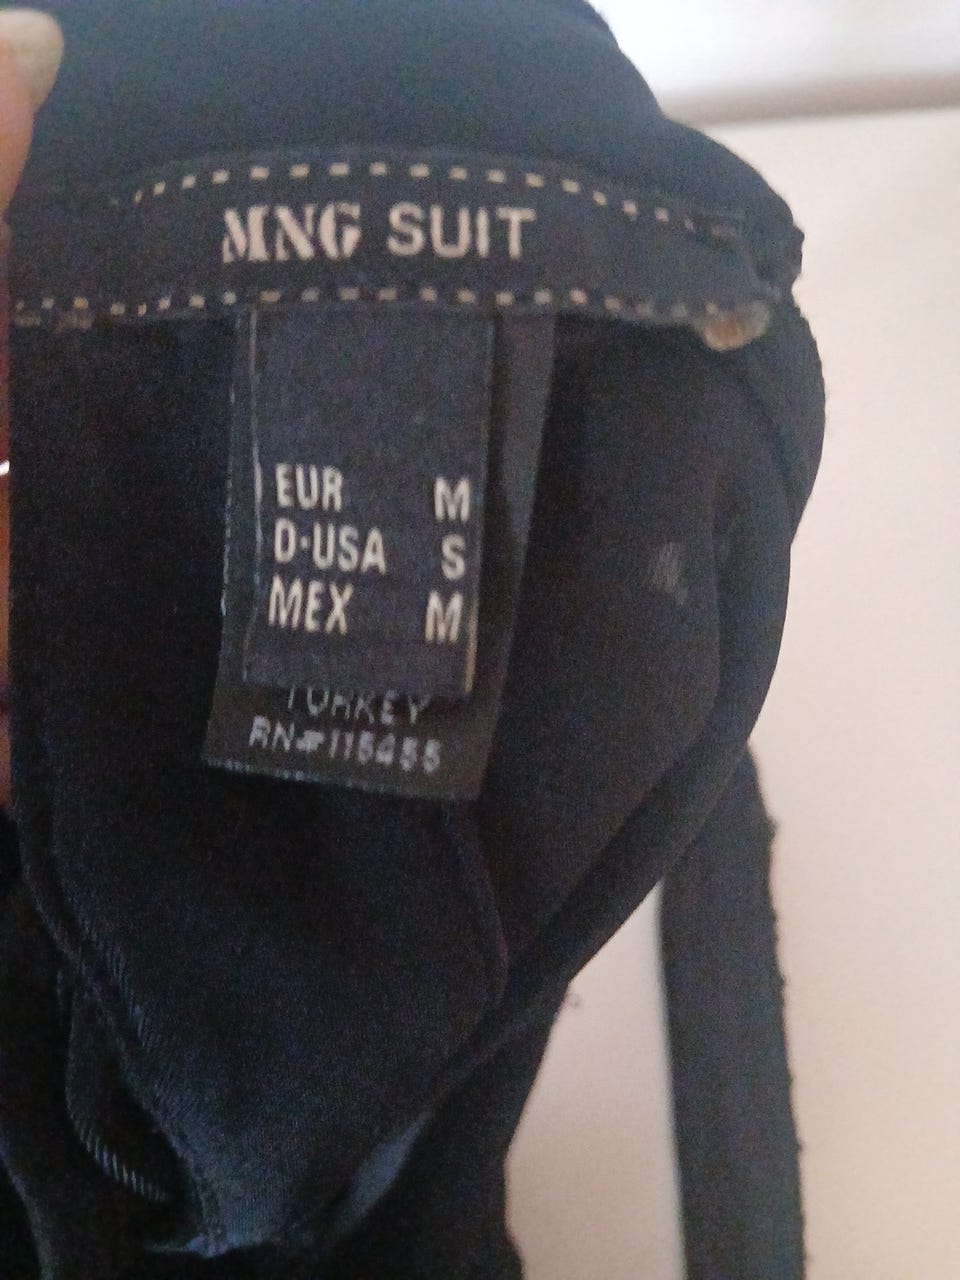 MNG SUIT
EUR M
D·USA S
MEX M
TURKEY
RN#115455